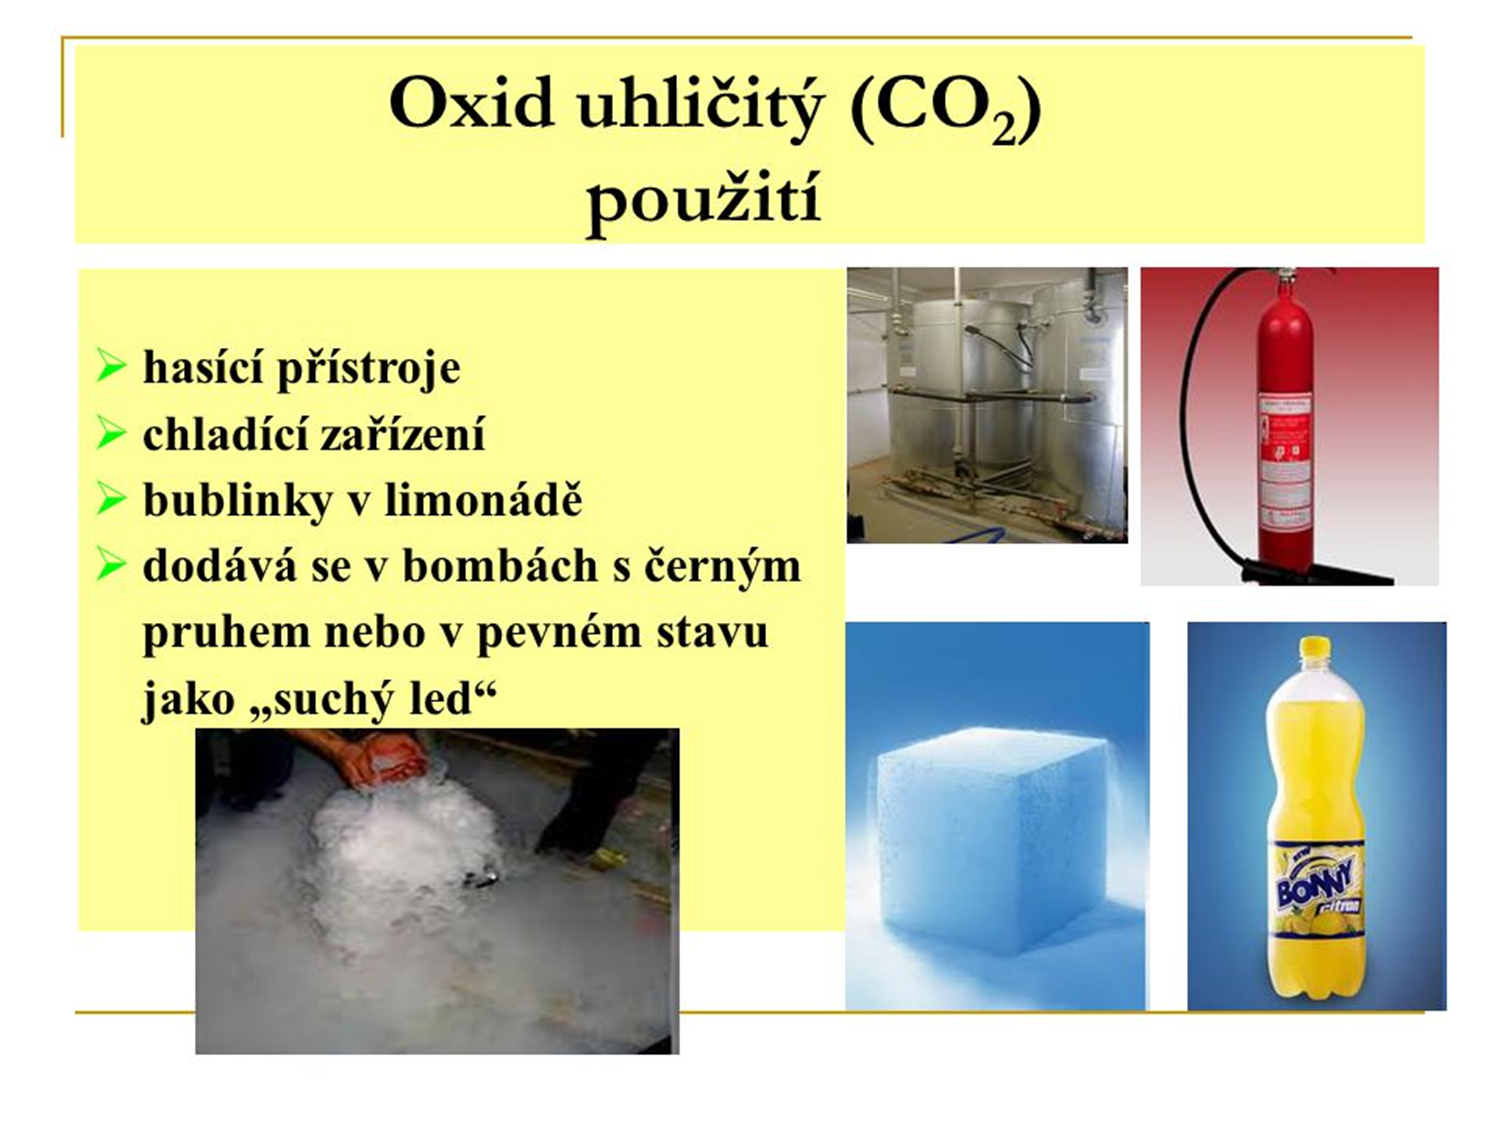 Oxid uhličitý (CO₂)
použití
hasící přístroje
chladící zařízení
bublinky v limonádě
dodává se v bombách s černým
pruhem nebo v pevném stavu
jako „suchý led“
NEW
BONNY
citron